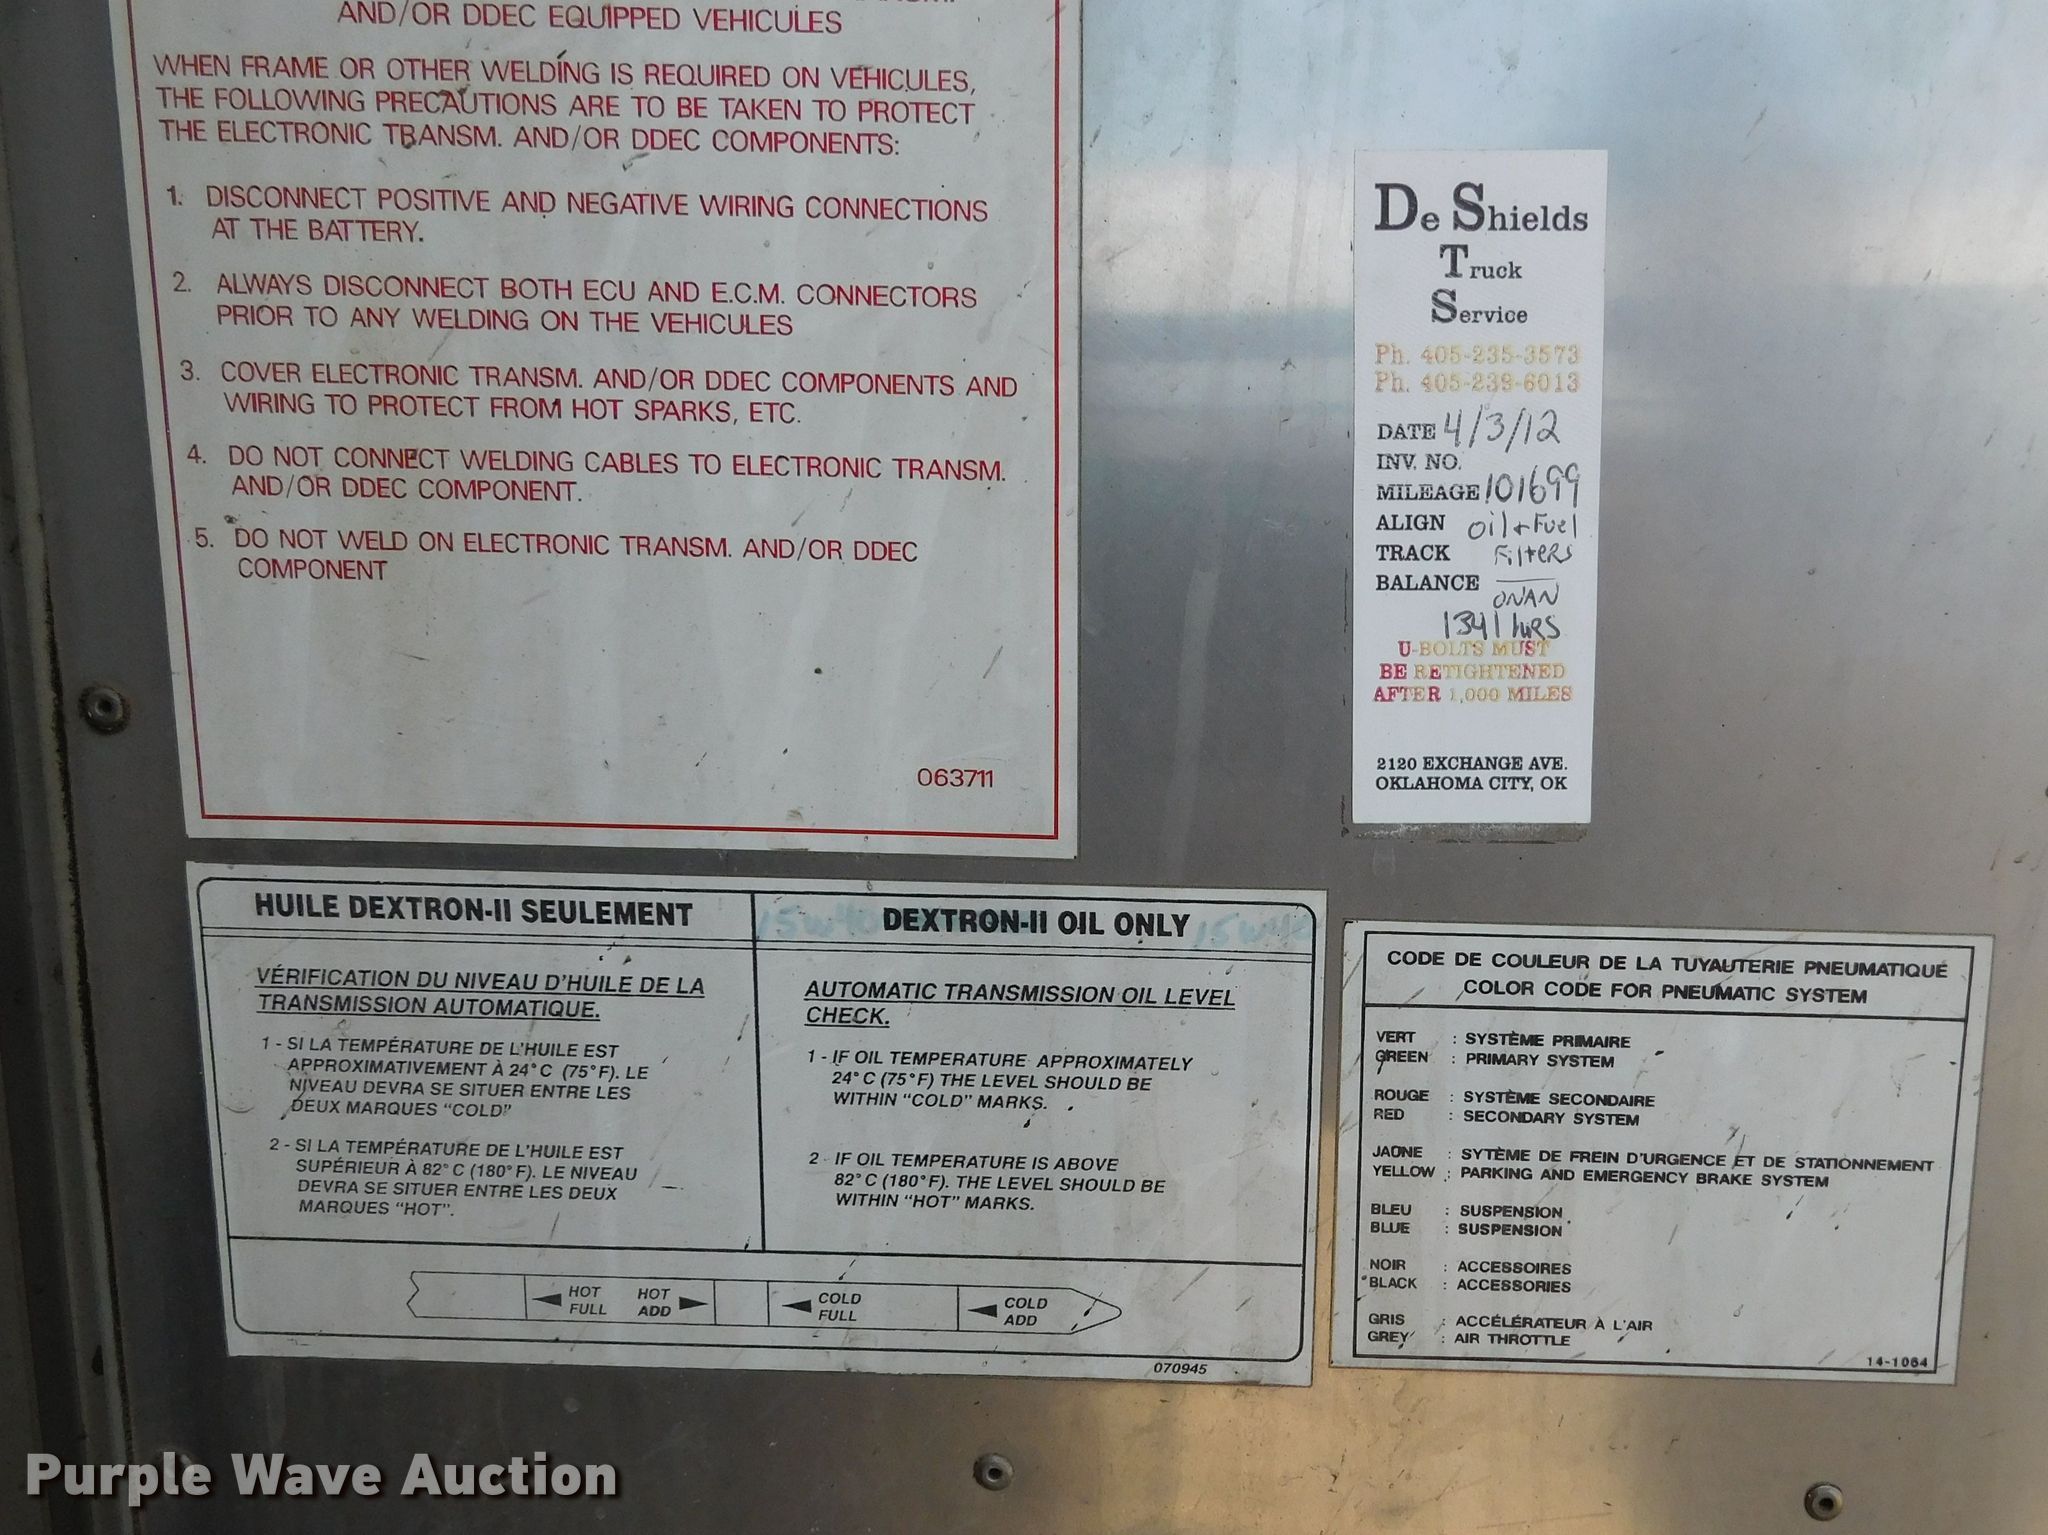 AND/OR DDEC EQUIPPED VEHICULES
WHEN FRAME OR OTHER WELDING IS REQUIRED ON VEHICULES,
THE FOLLOWING PRECAUTIONS ARE TO BE TAKEN TO PROTECT
THE ELECTRONIC TRANSM. AND/OR DDEC COMPONENTS:
1. DISCONNECT POSITIVE AND NEGATIVE WIRING CONNECTIONS
AT THE BATTERY.
2. ALWAYS DISCONNECT BOTH ECU AND E.C.M. CONNECTORS
PRIOR TO ANY WELDING ON THE VEHICULES
3. COVER ELECTRONIC TRANSM. AND/OR DDEC COMPONENTS AND
WIRING TO PROTECT FROM HOT SPARKS, ETC.
4. DO NOT CONNECT WELDING CABLES TO ELECTRONIC TRANSM.
AND/OR DDEC COMPONENT.
5. DO NOT WELD ON ELECTRONIC TRANSM. AND/OR DDEC
COMPONENT
063711
De Shields
Truck
Service
Ph. 405-235-3573
Ph. 405-239-6013
DATE 4/3/12
INV. NO.
MILEAGE 101699
ALIGN Oil + Fuel
TRACK Filters
BALANCE ONAN
1341 hRS
U-BOLTS MUST
BE RETIGHTENED
AFTER 1,000 MILES
2120 EXCHANGE AVE.
OKLAHOMA CITY, OK
HUILE DEXTRON-II SEULEMENT
VÉRIFICATION DU NIVEAU D'HUILE DE LA
TRANSMISSION AUTOMATIQUE.
1 - SI LA TEMPÉRATURE DE L'HUILE EST
APPROXIMATIVEMENT À 24°C (75°F). LE
NIVEAU DEVRA SE SITUER ENTRE LES
DEUX MARQUES "COLD"
2 - SI LA TEMPÉRATURE DE L'HUILE EST
SUPÉRIEUR À 82°C (180°F). LE NIVEAU
DEVRA SE SITUER ENTRE LES DEUX
MARQUES "HOT".
15W40 DEXTRON-II OIL ONLY 15W40
AUTOMATIC TRANSMISSION OIL LEVEL
CHECK.
1 - IF OIL TEMPERATURE APPROXIMATELY
24°C (75°F) THE LEVEL SHOULD BE
WITHIN "COLD" MARKS.
2 - IF OIL TEMPERATURE IS ABOVE
82°C (180°F). THE LEVEL SHOULD BE
WITHIN "HOT" MARKS.
HOT FULL
HOT ADD
COLD FULL
COLD ADD
070945
CODE DE COULEUR DE LA TUYAUTERIE PNEUMATIQUE
COLOR CODE FOR PNEUMATIC SYSTEM
VERT : SYSTÈME PRIMAIRE
GREEN : PRIMARY SYSTEM
ROUGE : SYSTÈME SECONDAIRE
RED : SECONDARY SYSTEM
JAÛNE : SYTÈME DE FREIN D'URGENCE ET DE STATIONNEMENT
YELLOW : PARKING AND EMERGENCY BRAKE SYSTEM
BLEU : SUSPENSION
BLUE : SUSPENSION
NOIR : ACCESSOIRES
BLACK : ACCESSORIES
GRIS : ACCÉLÉRATEUR À L'AIR
GREY : AIR THROTTLE
14-1064
Purple Wave Auction